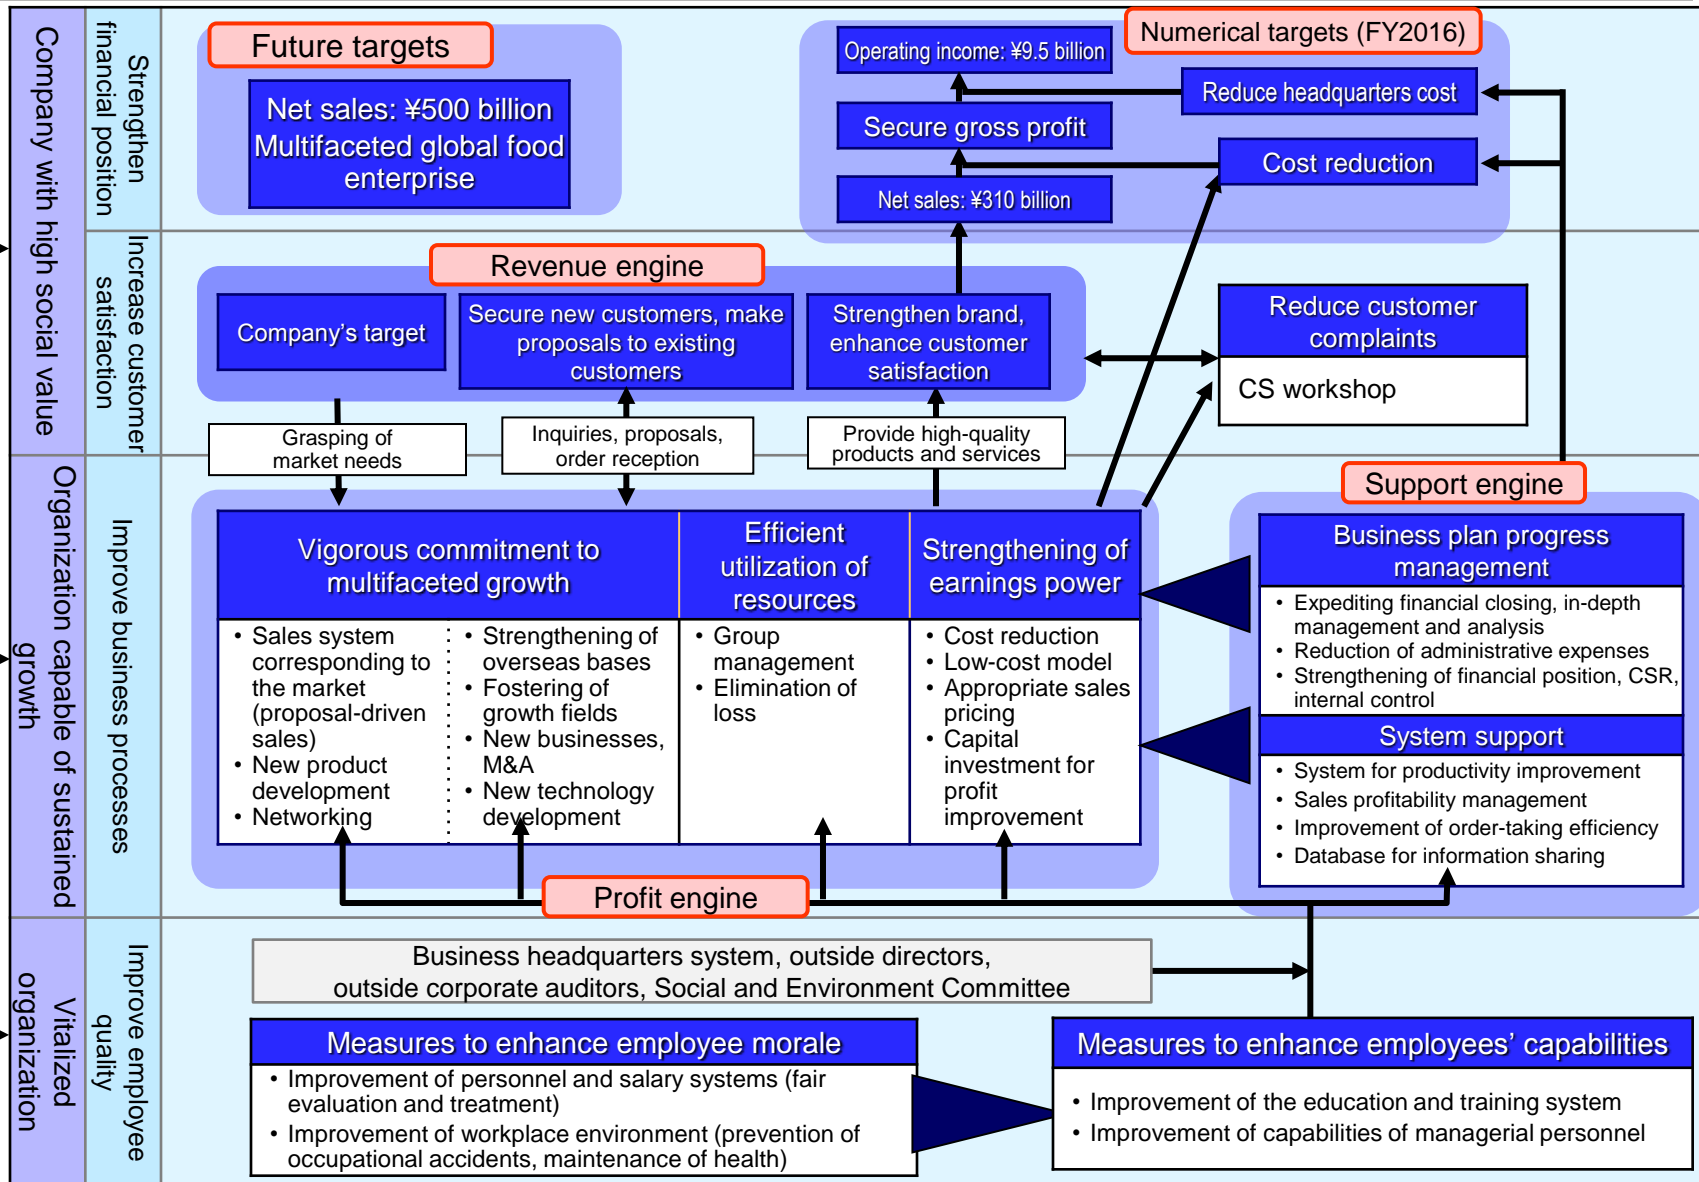 Company with high social value
Strengthen
financial position
Future targets
Net sales: ¥500 billion
Multifaceted global food
enterprise
Numerical targets (FY2016)
Operating income: ¥9.5 billion
Reduce headquarters cost
Secure gross profit
Cost reduction
Net sales: ¥310 billion
Increase customer
satisfaction
Revenue engine
Company’s target
Secure new customers, make
proposals to existing
customers
Strengthen brand,
enhance customer
satisfaction
Reduce customer
complaints
CS workshop
Grasping of
market needs
Inquiries, proposals,
order reception
Provide high-quality
products and services
Organization capable of sustained
growth
Improve business processes
Vigorous commitment to
multifaceted growth
• Sales system
corresponding to
the market
(proposal-driven
sales)
• New product
development
• Networking
• Strengthening of
overseas bases
• Fostering of
growth fields
• New businesses,
M&A
• New technology
development
Efficient
utilization of
resources
• Group
management
• Elimination of
loss
Strengthening of
earnings power
• Cost reduction
• Low-cost model
• Appropriate sales
pricing
• Capital
investment for
profit
improvement
Profit engine
Support engine
Business plan progress
management
• Expediting financial closing, in-depth
management and analysis
• Reduction of administrative expenses
• Strengthening of financial position, CSR,
internal control
System support
• System for productivity improvement
• Sales profitability management
• Improvement of order-taking efficiency
• Database for information sharing
Vitalized
organization
Improve employee
quality
Business headquarters system, outside directors,
outside corporate auditors, Social and Environment Committee
Measures to enhance employee morale
• Improvement of personnel and salary systems (fair
evaluation and treatment)
• Improvement of workplace environment (prevention of
occupational accidents, maintenance of health)
Measures to enhance employees’ capabilities
• Improvement of the education and training system
• Improvement of capabilities of managerial personnel